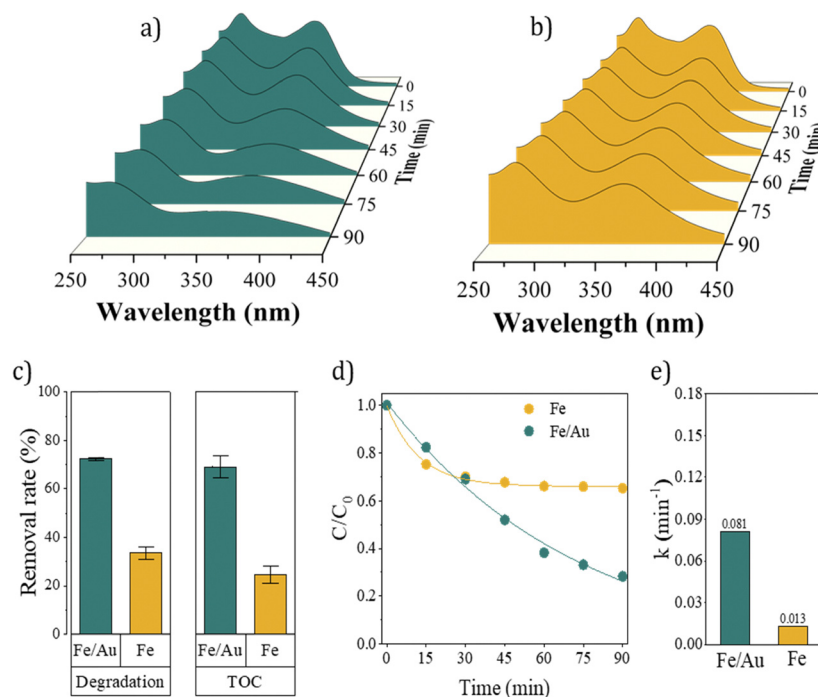 a)
0
15
30
45
60
75
90
Time (min)
250 300 350 400 450
Wavelength (nm)
b)
0
15
30
45
60
75
90
Time (min)
250 300 350 400 450
Wavelength (nm)
c)
Removal rate (%)
100
80
60
40
20
0
Fe/Au Fe Fe/Au Fe
Degradation TOC
d)
C/C0
1.0
0.8
0.6
0.4
0.2
0.0
Fe
Fe/Au
0 15 30 45 60 75 90
Time (min)
e)
k (min-1)
0.18
0.15
0.12
0.09
0.06
0.03
0.00
0.081
0.013
Fe/Au Fe